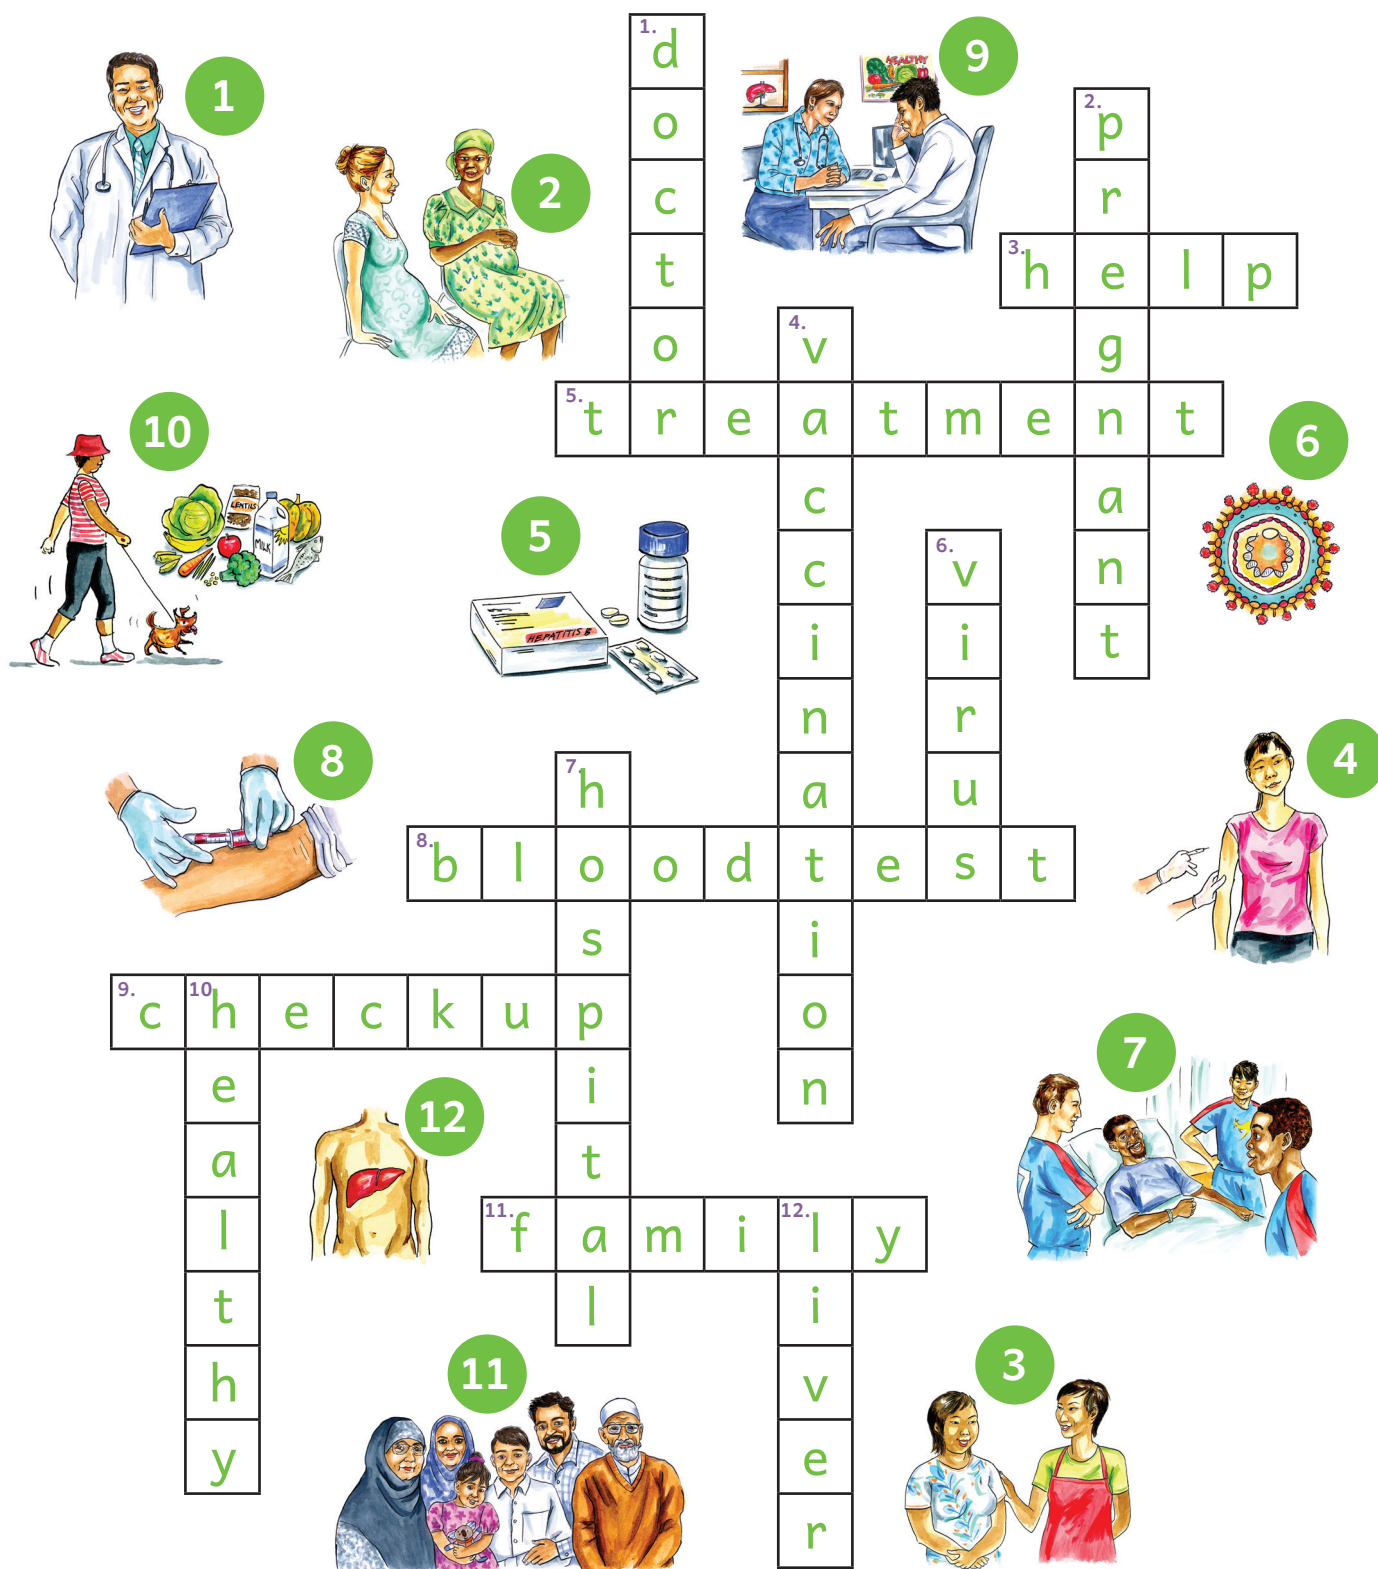 1. doctor
2. pregnant
3. help
4. vaccination
5. treatment
6. virus
7. hospital
8. bloodtest
9. checkup
10. healthy
11. family
12. liver
1
2
9
HEALTHY
10
LENTILS
MILK
5
HEPATITIS B
6
8
4
12
7
11
3